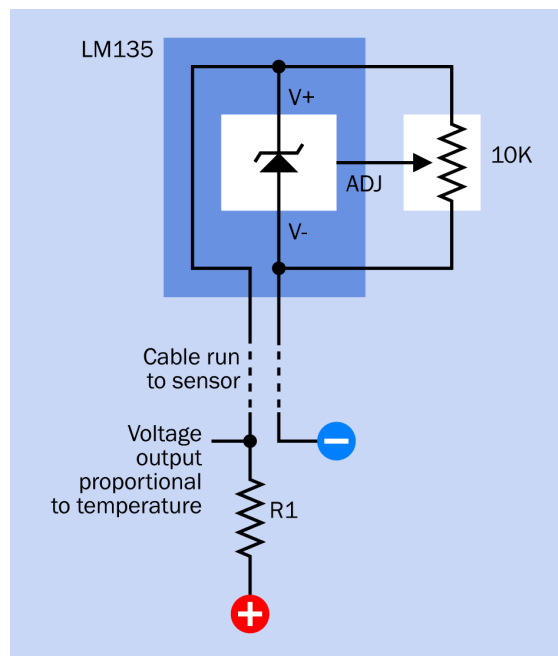 LM135
V+
10K
ADJ
V-
Cable run
to sensor
Voltage
output
proportional
to temperature
R1